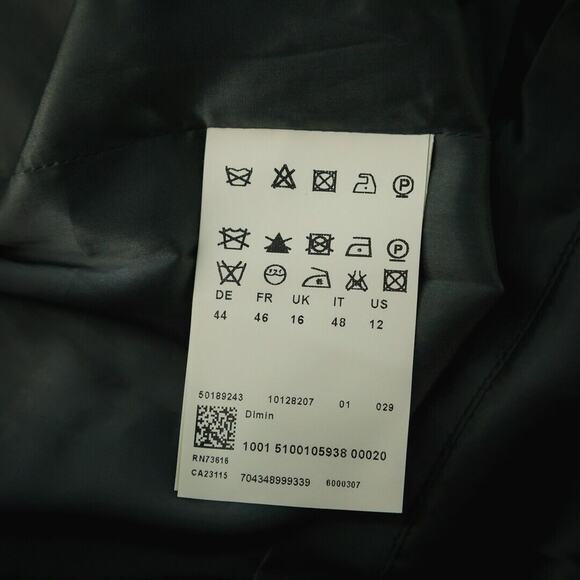 P
P
DE FR UK IT US
44 46 16 48 12
50189243 10128207 01 029
Dimin
1001 5100105938 00020
RN73616
CA23115 704348999339 6000307